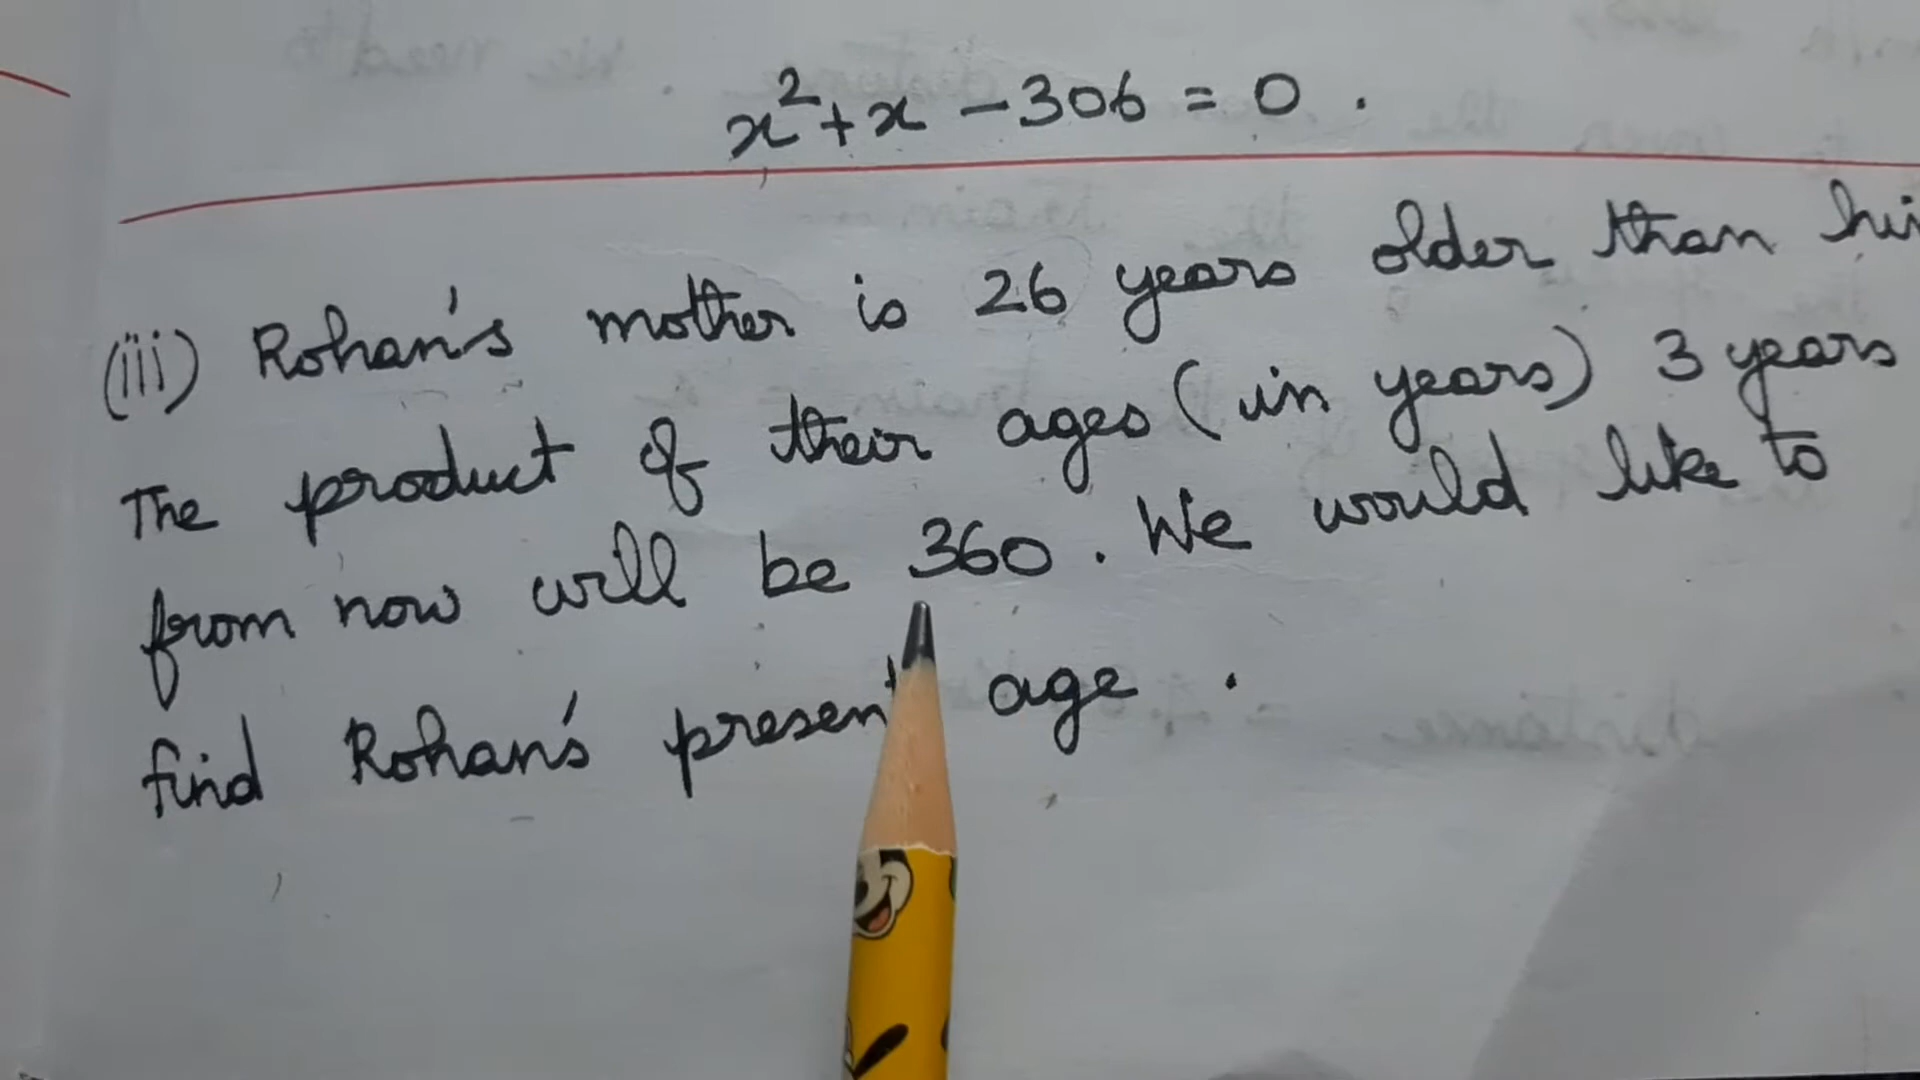 x²+x-306 = 0.
(iii) Rohan's mother is 26 years older than hi
The product of their ages (in years) 3 years
from now will be 360. We would like to
find Rohan's present age.